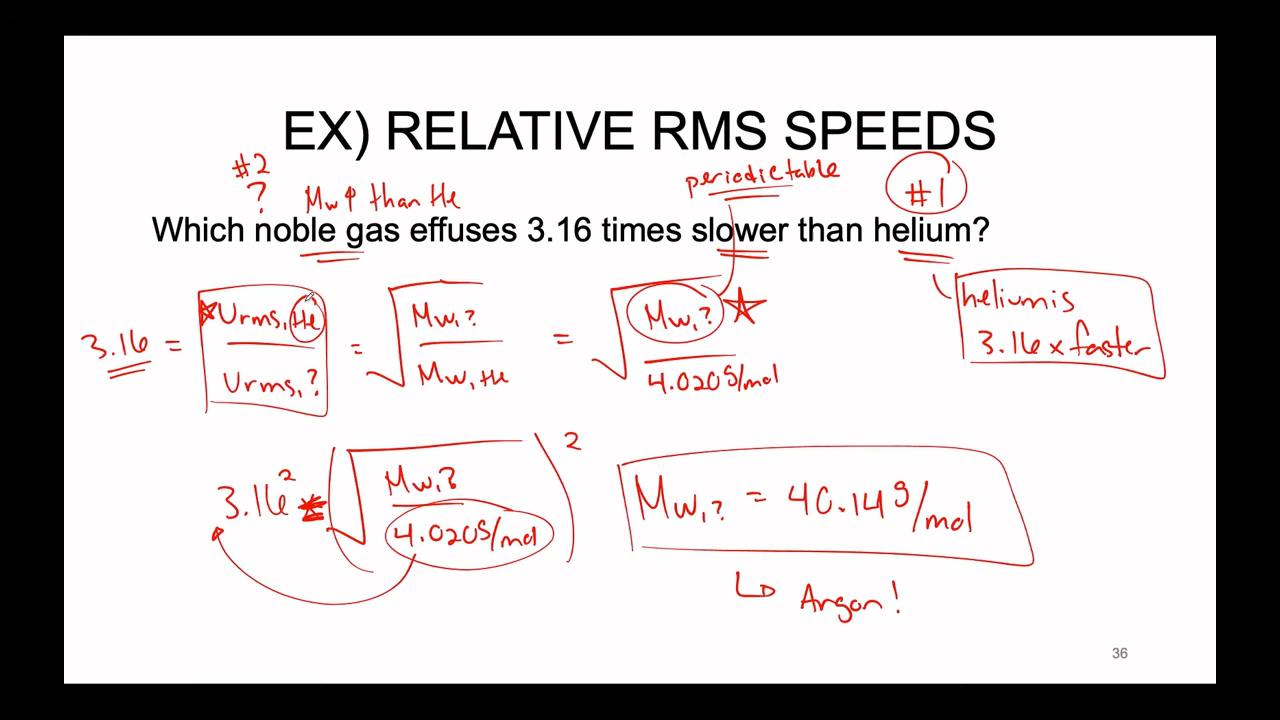 EX) RELATIVE RMS SPEEDS
#2
? Mw↑ than He
periodic table
#1
Which noble gas effuses 3.16 times slower than helium?
3.16 = Urms, He / Urms, ? = √ Mw, ? / Mw, He = √ Mw, ? / 4.020g/mol
helium is
3.16 x faster
3.16² = ( √ Mw, ? / 4.020g/mol )²
Mw, ? = 40.14g/mol
↳ Argon!
36